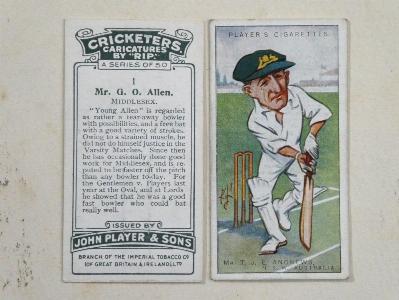 CRICKETERS
CARICATURES
BY "RIP"
A SERIES OF 50
1
Mr. G. O. Allen.
MIDDLESEX.
"Young Allen" is regarded
as rather a tear-away bowler
with possibilities, and a free bat
with a good variety of strokes.
Owing to a strained muscle, he
did not do himself justice in the
Varsity Matches. Since then
he has occasionally done good
work for Middlesex, and is re-
puted to be faster off the pitch
than any bowler to-day. For
the Gentlemen v. Players last
year at the Oval, and at Lords
he showed that he was a good
fast bowler who could bat
really well.
ISSUED BY
JOHN PLAYER & SONS
BRANCH OF THE IMPERIAL TOBACCO CO
(OF GREAT BRITAIN & IRELAND), LTD
PLAYER'S CIGARETTES
MR T. J. E. ANDREWS,
N. S. W. AUSTRALIA